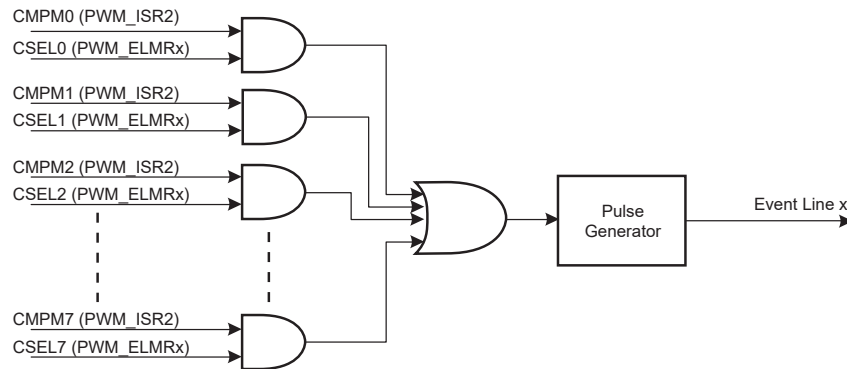 CMPM0 (PWM_ISR2)
CSEL0 (PWM_ELMRx)
CMPM1 (PWM_ISR2)
CSEL1 (PWM_ELMRx)
CMPM2 (PWM_ISR2)
CSEL2 (PWM_ELMRx)
CMPM7 (PWM_ISR2)
CSEL7 (PWM_ELMRx)
Pulse
Generator
Event Line x